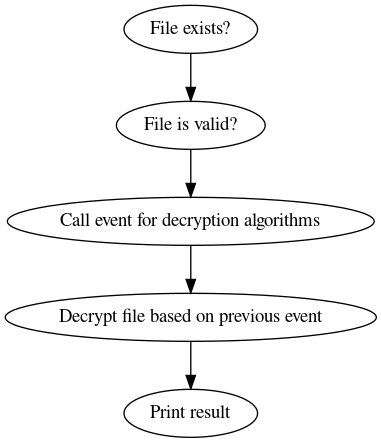 File exists?
File is valid?
Call event for decryption algorithms
Decrypt file based on previous event
Print result